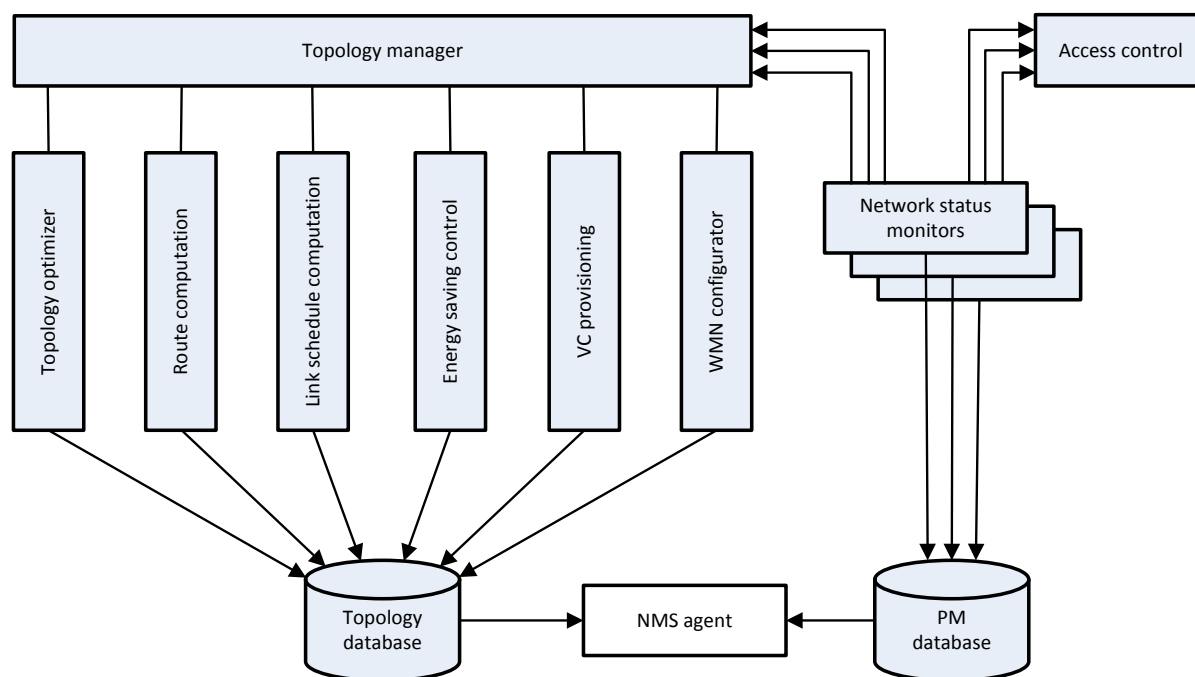 Topology manager
Access control
Network status
monitors
Topology optimizer
Route computation
Link schedule computation
Energy saving control
VC provisioning
WMN configurator
Topology
database
NMS agent
PM
database